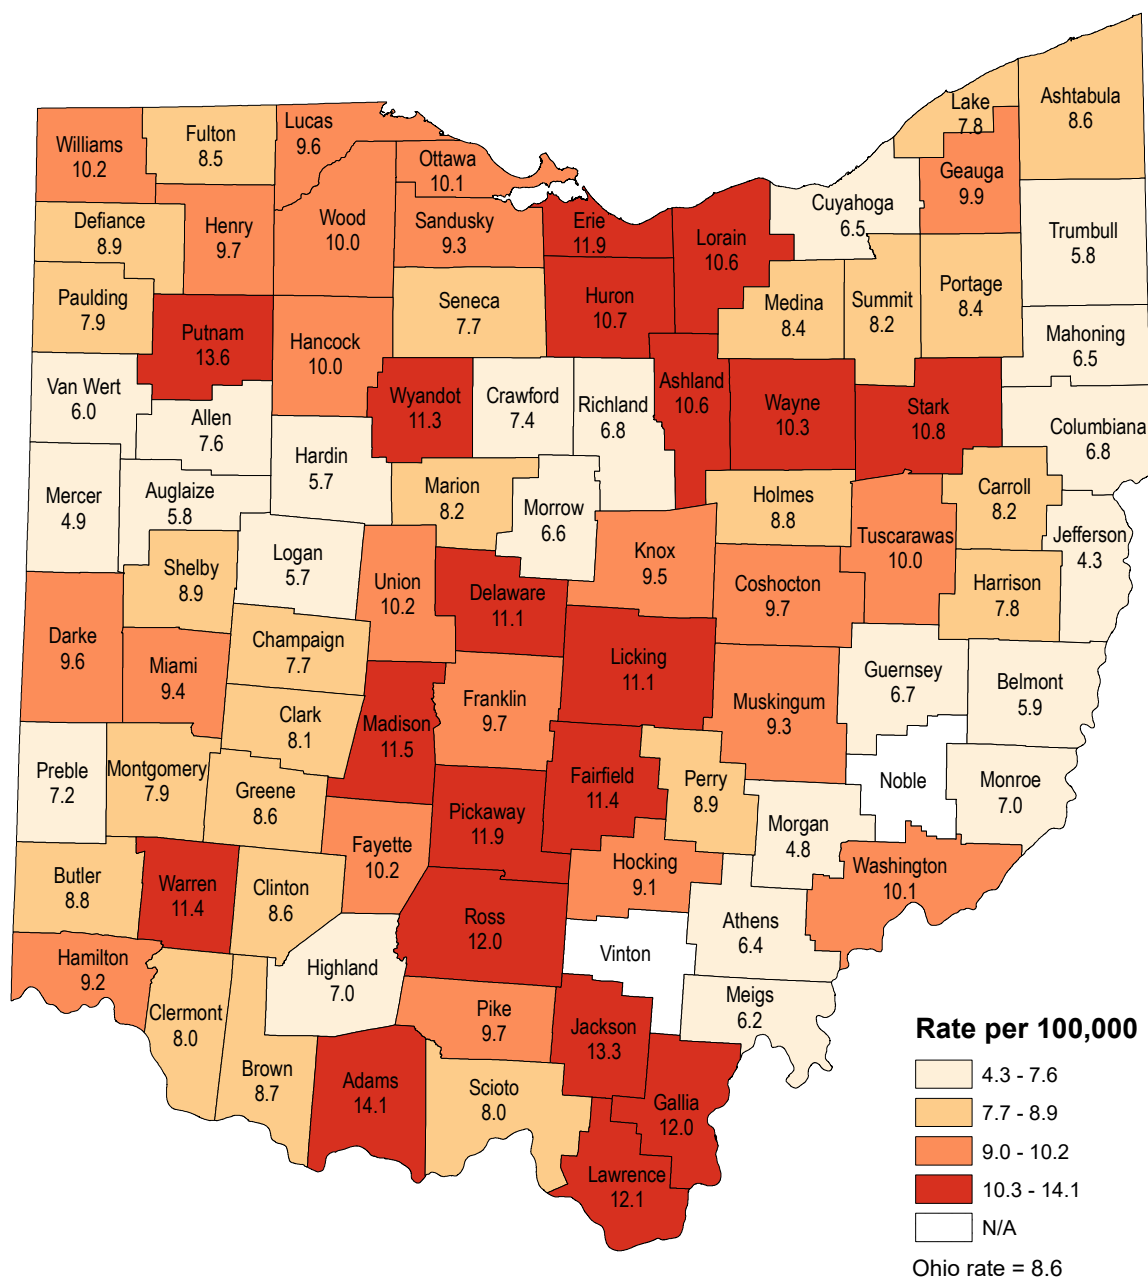 Lake
7.8
Ashtabula
8.6
Williams
10.2
Fulton
8.5
Lucas
9.6
Ottawa
10.1
Geauga
9.9
Cuyahoga
6.5
Defiance
8.9
Henry
9.7
Wood
10.0
Sandusky
9.3
Erie
11.9
Lorain
10.6
Trumbull
5.8
Paulding
7.9
Putnam
13.6
Hancock
10.0
Seneca
7.7
Huron
10.7
Medina
8.4
Summit
8.2
Portage
8.4
Mahoning
6.5
Van Wert
6.0
Allen
7.6
Wyandot
11.3
Crawford
7.4
Richland
6.8
Ashland
10.6
Wayne
10.3
Stark
10.8
Columbiana
6.8
Mercer
4.9
Auglaize
5.8
Hardin
5.7
Marion
8.2
Morrow
6.6
Holmes
8.8
Tuscarawas
10.0
Carroll
8.2
Jefferson
4.3
Shelby
8.9
Logan
5.7
Union
10.2
Delaware
11.1
Knox
9.5
Coshocton
9.7
Harrison
7.8
Darke
9.6
Miami
9.4
Champaign
7.7
Licking
11.1
Guernsey
6.7
Belmont
5.9
Clark
8.1
Madison
11.5
Franklin
9.7
Muskingum
9.3
Preble
7.2
Montgomery
7.9
Greene
8.6
Fairfield
11.4
Perry
8.9
Noble
Monroe
7.0
Pickaway
11.9
Morgan
4.8
Butler
8.8
Warren
11.4
Clinton
8.6
Fayette
10.2
Hocking
9.1
Washington
10.1
Ross
12.0
Athens
6.4
Hamilton
9.2
Highland
7.0
Vinton
Clermont
8.0
Pike
9.7
Jackson
13.3
Meigs
6.2
Brown
8.7
Adams
14.1
Scioto
8.0
Gallia
12.0
Lawrence
12.1
Rate per 100,000
4.3 - 7.6
7.7 - 8.9
9.0 - 10.2
10.3 - 14.1
N/A
Ohio rate = 8.6